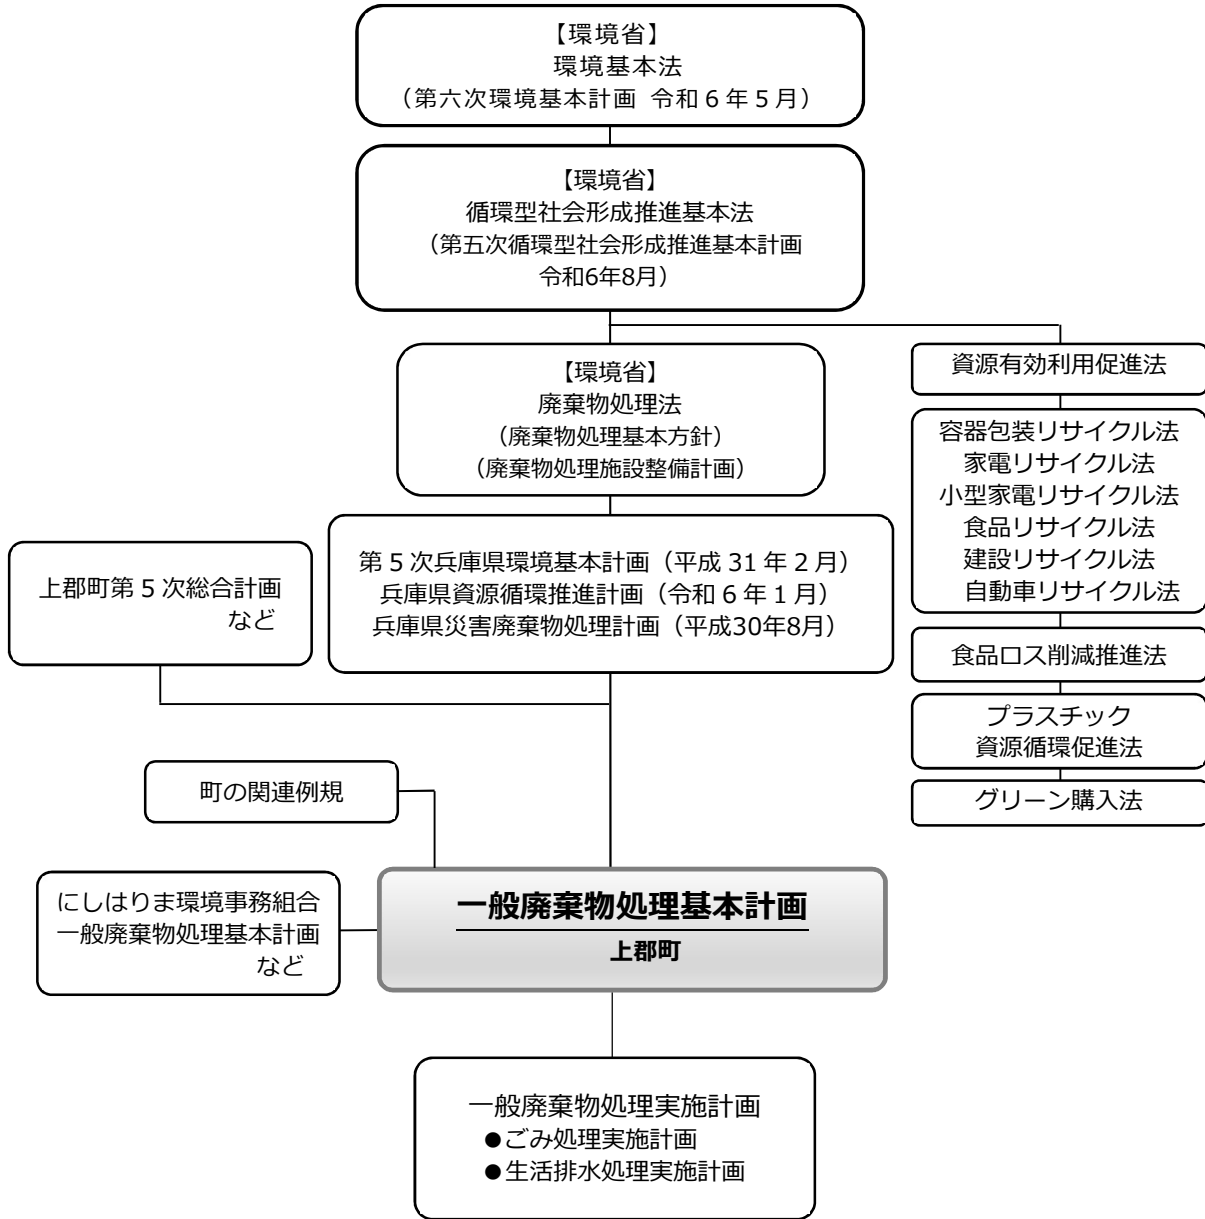 【環境省】
環境基本法
（第六次環境基本計画 令和６年５月）
【環境省】
循環型社会形成推進基本法
（第五次循環型社会形成推進基本計画
令和6年8月）
【環境省】
廃棄物処理法
（廃棄物処理基本方針）
（廃棄物処理施設整備計画）
資源有効利用促進法
容器包装リサイクル法
家電リサイクル法
小型家電リサイクル法
食品リサイクル法
建設リサイクル法
自動車リサイクル法
食品ロス削減推進法
プラスチック
資源循環促進法
グリーン購入法
第５次兵庫県環境基本計画（平成 31 年２月）
兵庫県資源循環推進計画（令和６年１月）
兵庫県災害廃棄物処理計画（平成30年8月）
上郡町第５次総合計画
など
町の関連例規
にしはりま環境事務組合
一般廃棄物処理基本計画
など
一般廃棄物処理基本計画
上郡町
一般廃棄物処理実施計画
●ごみ処理実施計画
●生活排水処理実施計画